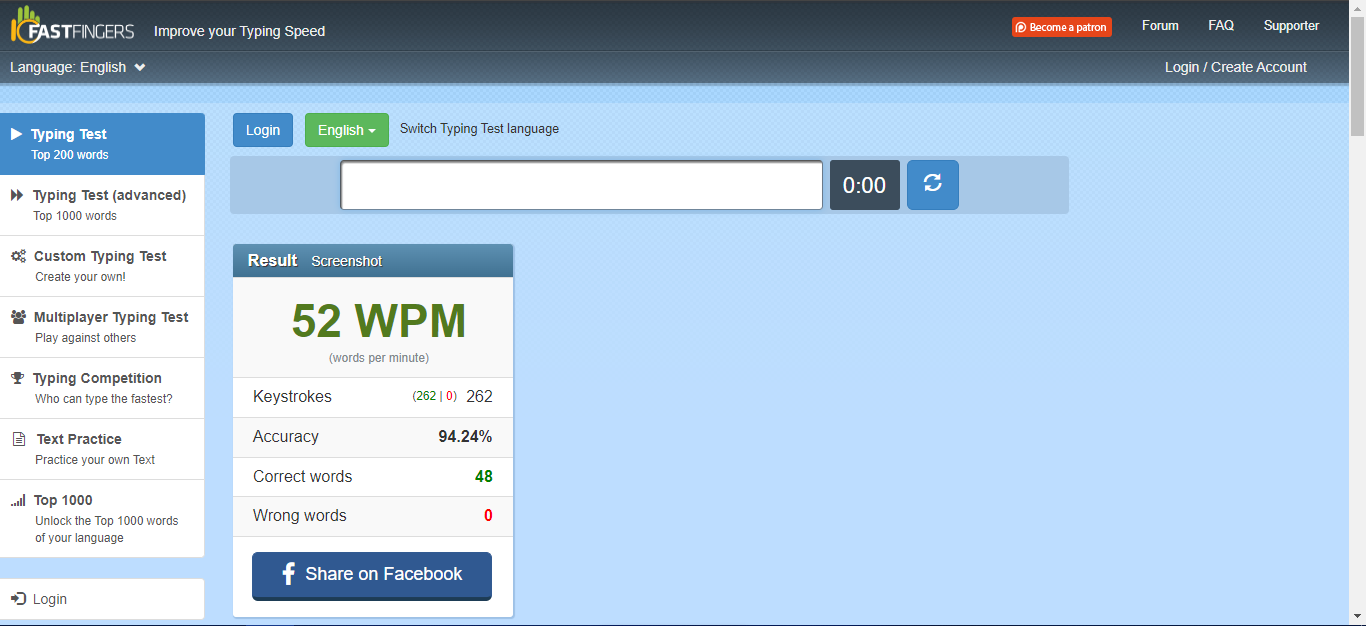 10FASTFINGERS
Improve your Typing Speed
Become a patron
Forum
FAQ
Supporter
Language: English
Login / Create Account
Typing Test
Top 200 words
Typing Test (advanced)
Top 1000 words
Custom Typing Test
Create your own!
Multiplayer Typing Test
Play against others
Typing Competition
Who can type the fastest?
Text Practice
Practice your own Text
Top 1000
Unlock the Top 1000 words
of your language
Login
Login
English
Switch Typing Test language
0:00
Result Screenshot
52 WPM
(words per minute)
Keystrokes (262 | 0) 262
Accuracy 94.24%
Correct words 48
Wrong words 0
Share on Facebook